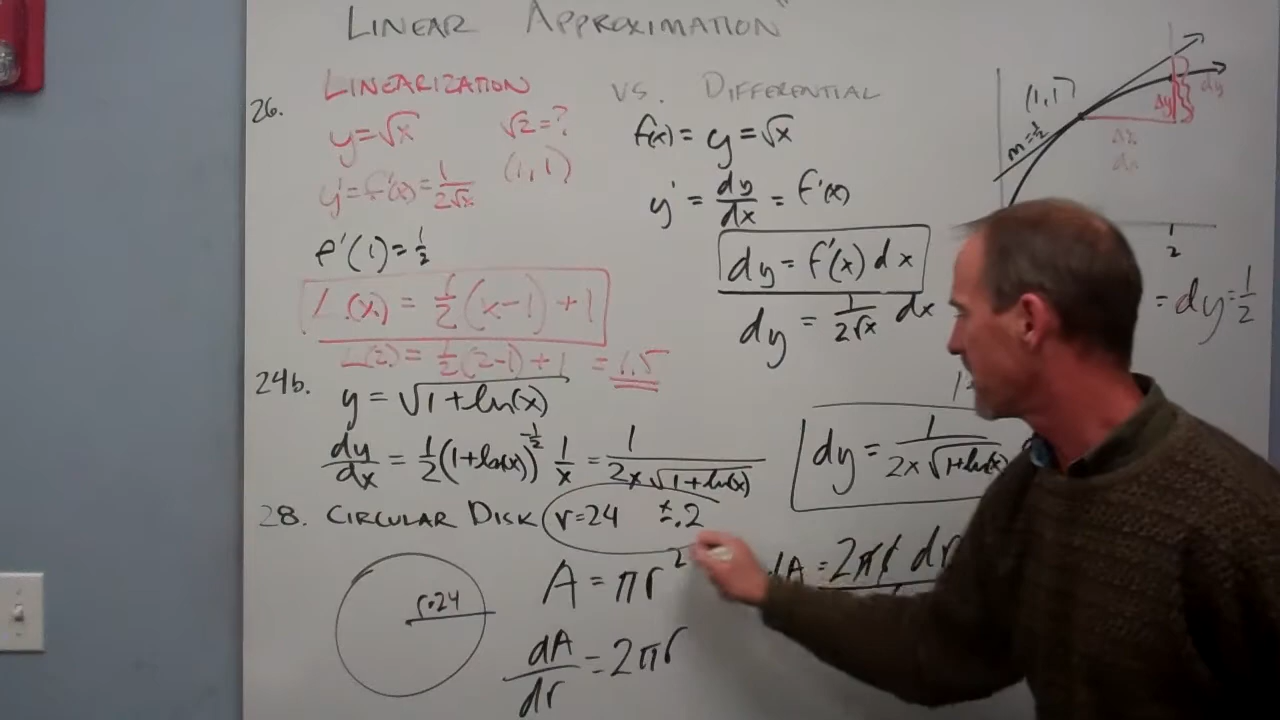 LINEAR APPROXIMATION"
LINEARIZATION VS. DIFFERENTIAL
26.
y=√x √2=?
y'=f'(x)=1/(2√x) (1,1)
f'(1)=1/2
L(x) = 1/2(x-1)+1
L(2) = 1/2(2-1)+1 = 1.5
f(x) = y = √x
y' = dy/dx = f'(x)
dy = f'(x) dx
dy = 1/(2√x) dx
(1,1)
m=1/2
Δy dy
Δx
dx
2
= dy = 1/2
24b. y = √(1+ln(x))
dy/dx = 1/2(1+ln(x))^(-1/2) 1/x = 1/(2x√(1+ln(x)))
dy = 1/(2x√(1+ln(x)))
28. CIRCULAR DISK r=24 ±.2
r=24
A = πr²
dA/dr = 2πr
dA = 2πr dr